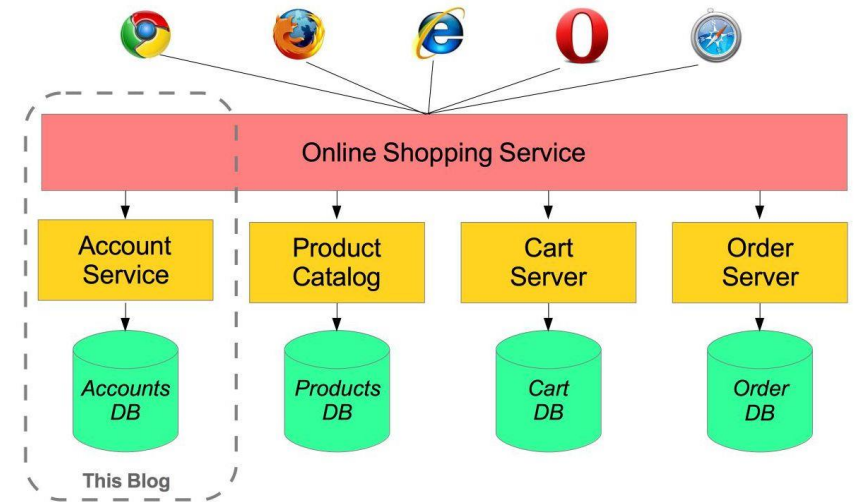 Online Shopping Service
Account
Service
Product
Catalog
Cart
Server
Order
Server
Accounts
DB
Products
DB
Cart
DB
Order
DB
This Blog